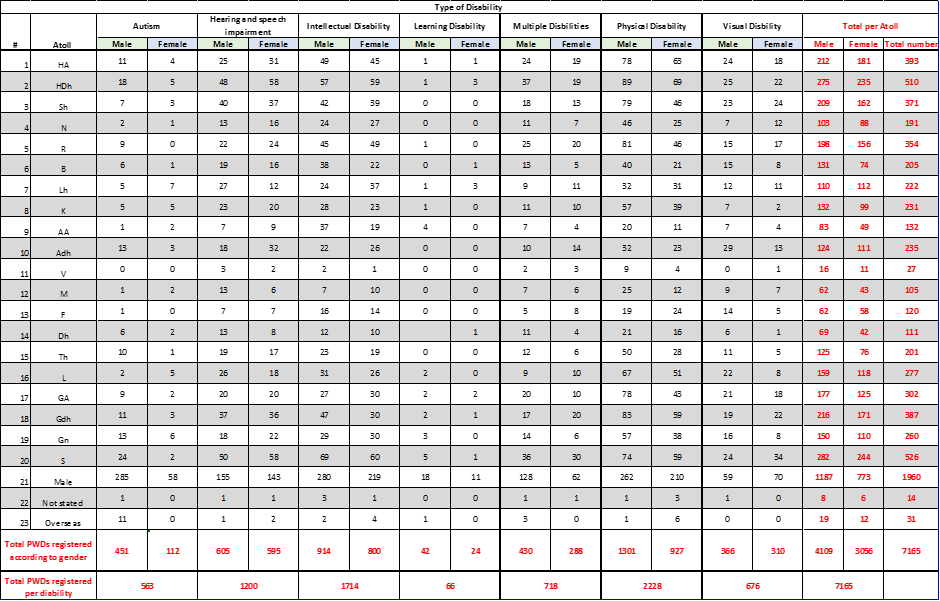 Type of Disability
# Atoll Autism Hearing and speech impairment Intellectual Disability Learning Disability Multiple Disbilities Physical Disability Visual Disbility Total per Atoll
Male Female Male Female Male Female Male Female Male Female Male Female Male Female Male Female Total number
1 HA 11 4 25 31 49 45 1 1 24 19 78 63 24 18 212 181 393
2 HDh 18 5 48 58 57 59 1 3 37 19 89 69 25 22 275 235 510
3 Sh 7 3 40 37 42 39 0 0 18 13 79 46 23 24 209 162 371
4 N 2 1 13 16 24 27 0 0 11 7 46 25 7 12 103 88 191
5 R 9 0 22 24 45 49 1 0 25 20 81 46 15 17 198 156 354
6 B 6 1 19 16 38 22 0 1 13 5 40 21 15 8 131 74 205
7 Lh 5 7 27 12 24 37 1 3 9 11 32 31 12 11 110 112 222
8 K 5 5 23 20 28 23 1 0 11 10 57 39 7 2 132 99 231
9 AA 1 2 7 9 37 19 4 0 7 4 20 11 7 4 83 49 132
10 Adh 13 3 18 32 22 26 0 0 10 14 32 23 29 13 124 111 235
11 V 0 0 3 2 2 1 0 0 2 3 9 4 0 1 16 11 27
12 M 1 2 13 6 7 10 0 0 7 6 25 12 9 7 62 43 105
13 F 1 0 7 7 16 14 0 0 5 8 19 24 14 5 62 58 120
14 Dh 6 2 13 8 12 10 1 11 4 21 16 6 1 69 42 111
15 Th 10 1 19 17 23 19 0 0 12 6 50 28 11 5 125 76 201
16 L 2 5 26 18 31 26 2 0 9 10 67 51 22 8 159 118 277
17 GA 9 2 20 20 27 30 2 2 20 10 78 43 21 18 177 125 302
18 Gdh 11 3 37 36 47 30 2 1 17 20 83 59 19 22 216 171 387
19 Gn 13 6 18 22 29 30 3 0 14 6 57 38 16 8 150 110 260
20 S 24 2 50 58 69 60 5 1 36 30 74 59 24 34 282 244 526
21 Male 285 58 155 143 280 219 18 11 128 62 262 210 59 70 1187 773 1960
22 Not stated 1 0 1 1 3 1 0 0 1 1 1 3 1 0 8 6 14
23 Overseas 11 0 1 2 2 4 1 0 3 0 1 6 0 0 19 12 31
Total PWDs registered according to gender 451 112 605 595 914 800 42 24 430 288 1301 927 366 310 4109 3056 7165
Total PWDs registered per diability 563 1200 1714 66 718 2228 676 7165